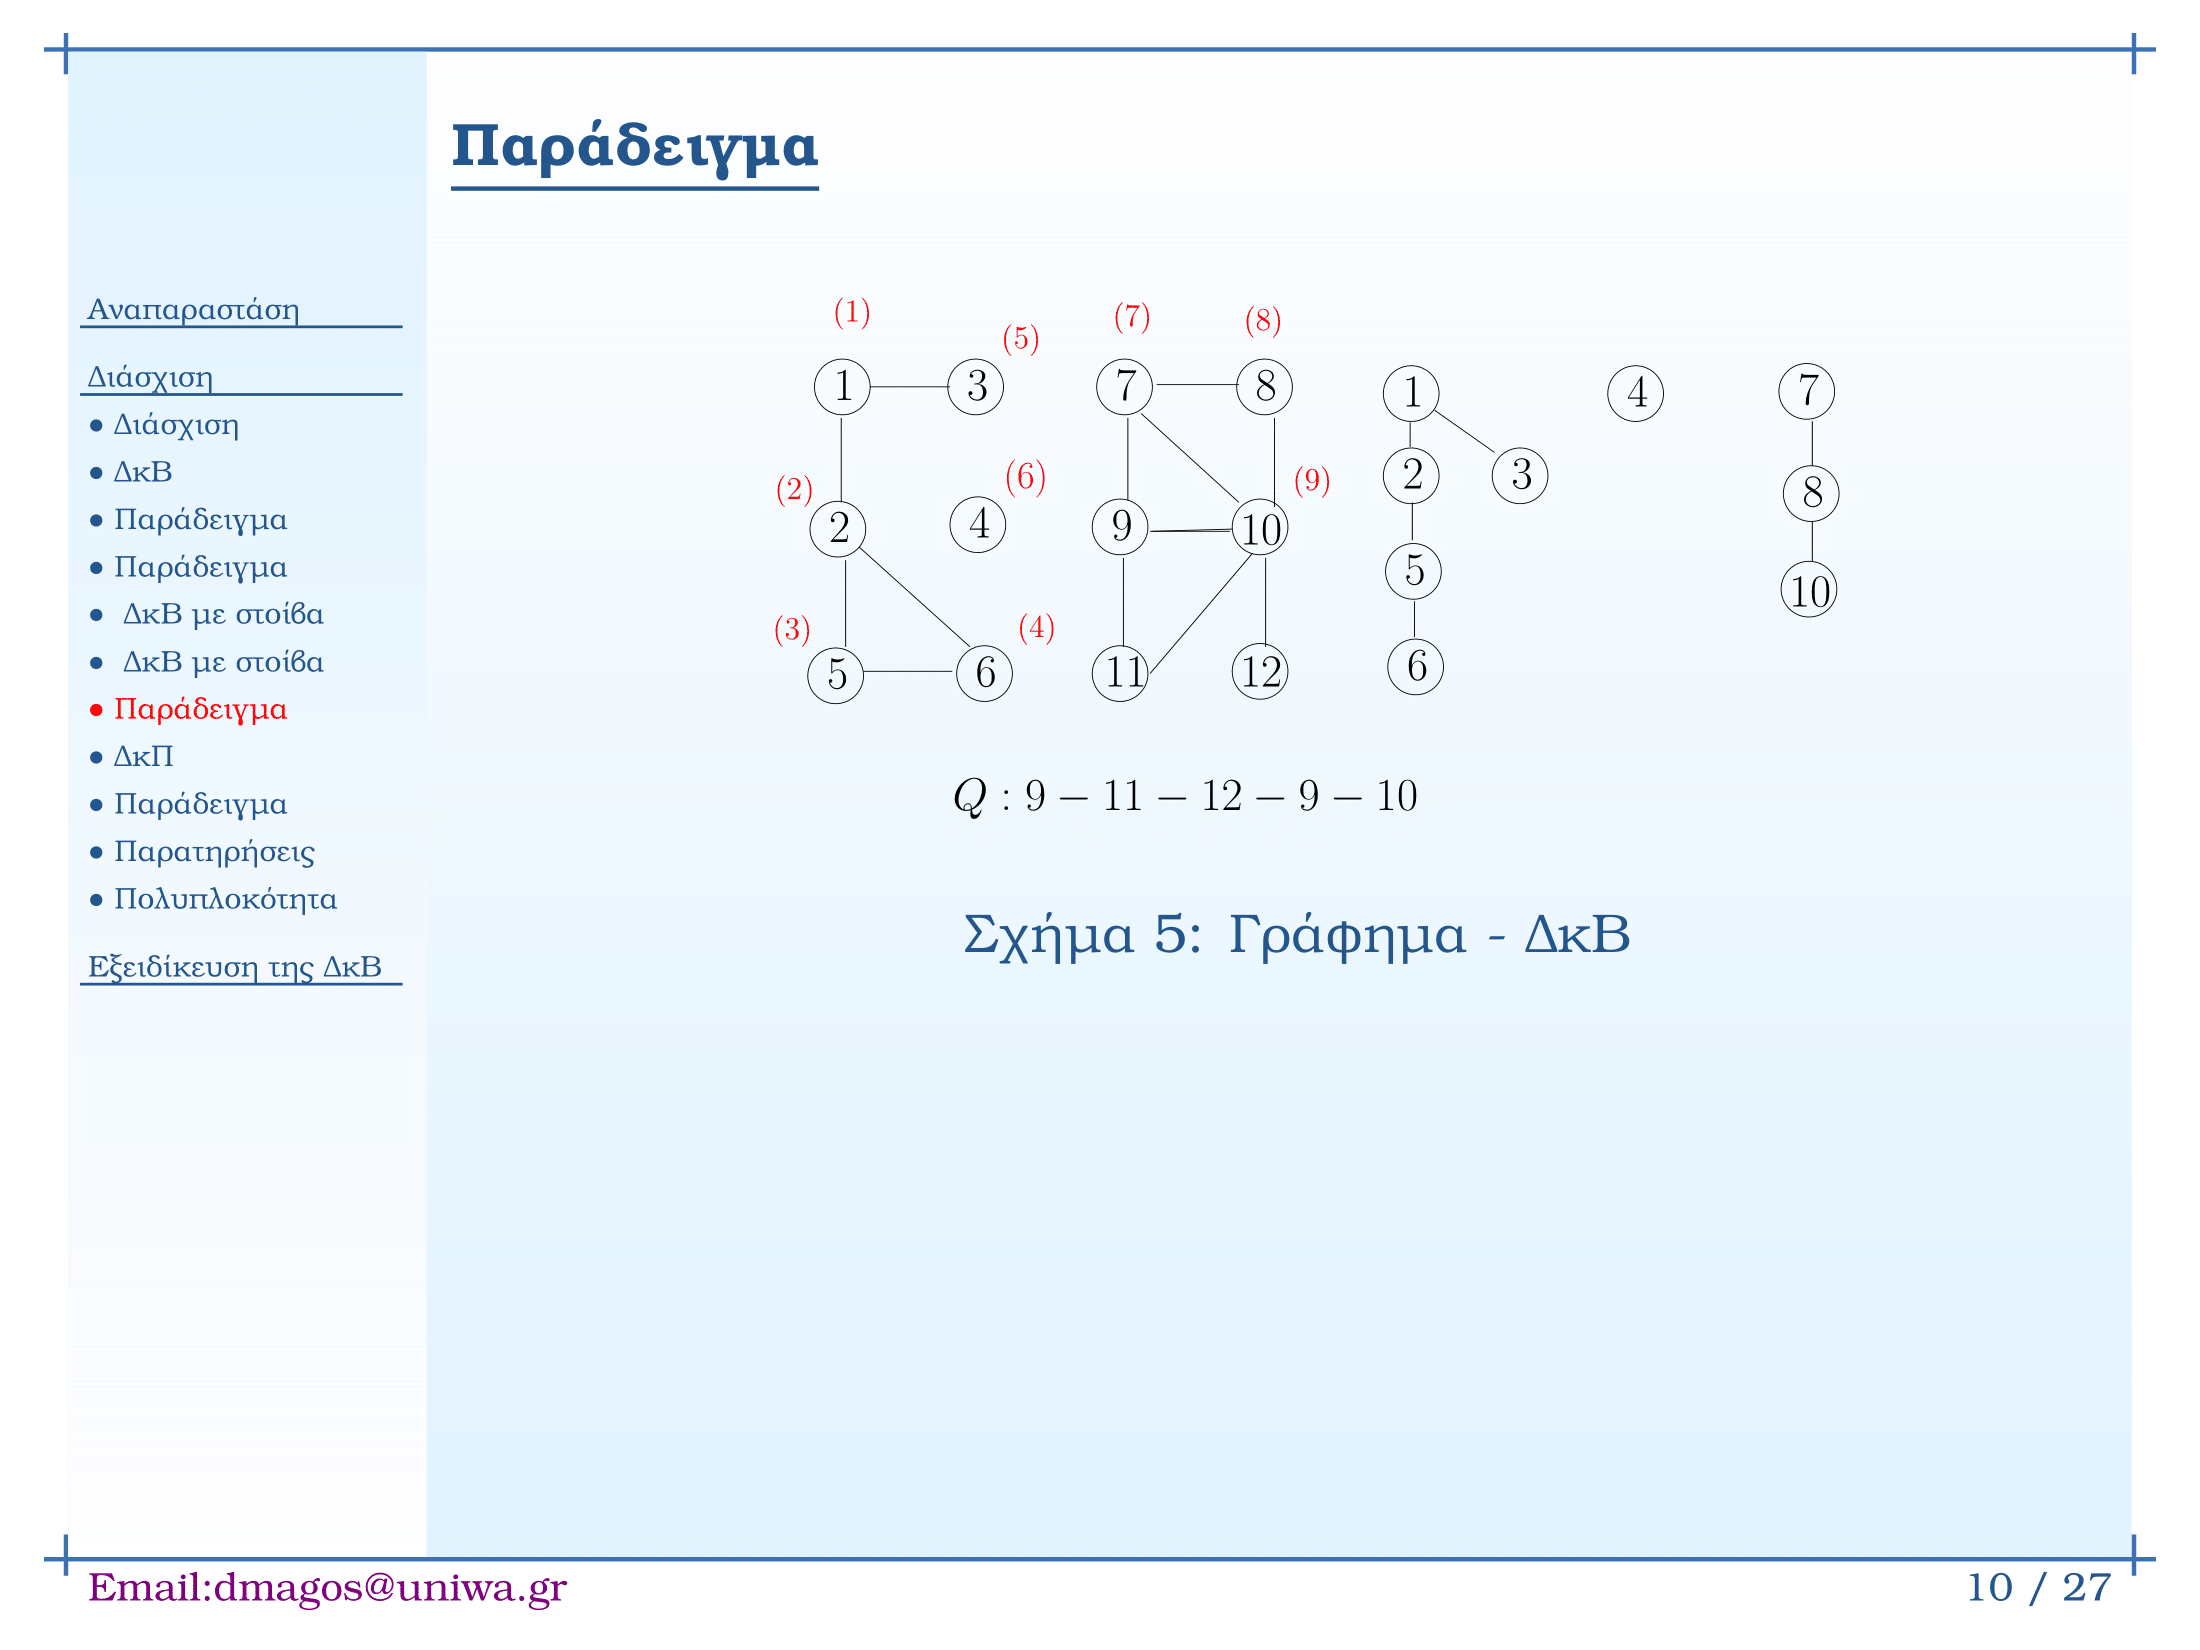 Παράδειγμα
Αναπαραστάση
Διάσχιση
• Διάσχιση
• ΔκΒ
• Παράδειγμα
• Παράδειγμα
• ΔκΒ με στοίβα
• ΔκΒ με στοίβα
• Παράδειγμα
• ΔκΠ
• Παράδειγμα
• Παρατηρήσεις
• Πολυπλοκότητα
Εξειδίκευση της ΔκΒ
(1) (5) (7) (8)
1 3 7 8 1 4 7
(2) (6) (9)
2 4 9 10 2 3 8
(3) (4)
5 6 11 12 5 10
6
Q : 9 − 11 − 12 − 9 − 10
Σχήμα 5: Γράφημα - ΔκΒ
Email:dmagos@uniwa.gr
10 / 27